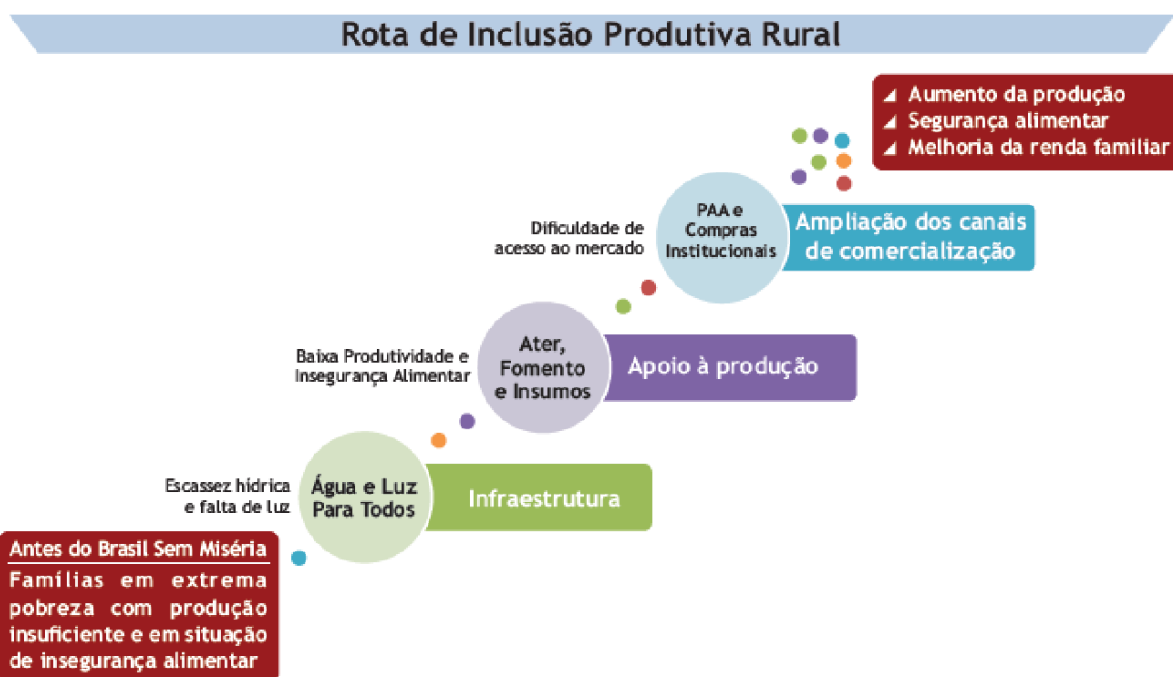 Rota de Inclusão Produtiva Rural
Aumento da produção
Segurança alimentar
Melhoria da renda familiar
Dificuldade de
acesso ao mercado
PAA e
Compras
Institucionais
Ampliação dos canais
de comercialização
Baixa Produtividade e
Insegurança Alimentar
Ater,
Fomento
e Insumos
Apoio à produção
Escassez hídrica
e falta de luz
Água e Luz
Para Todos
Infraestrutura
Antes do Brasil Sem Miséria
Famílias em extrema
pobreza com produção
insuficiente e em situação
de insegurança alimentar